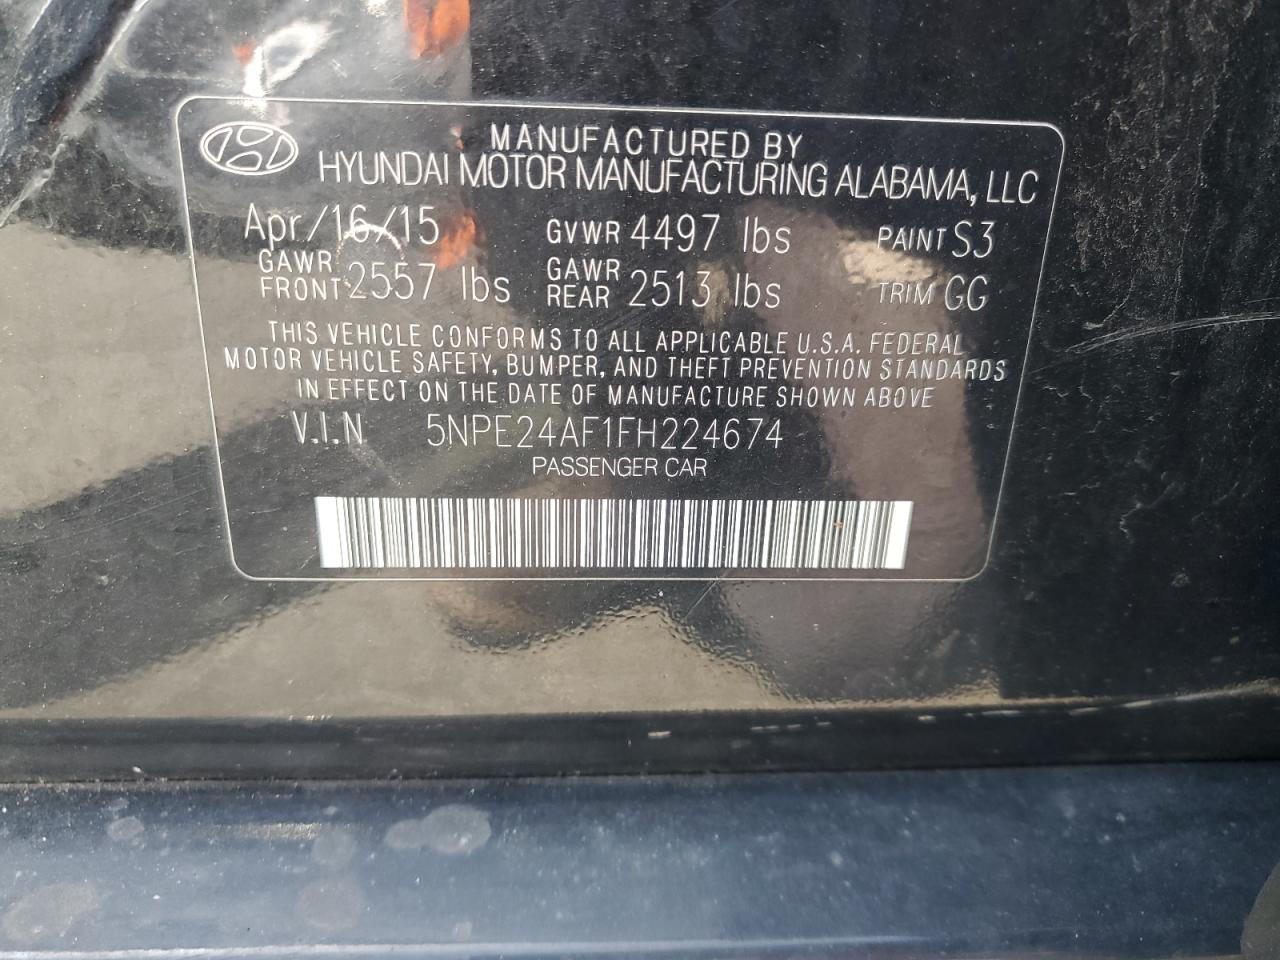 MANUFACTURED BY
HYUNDAI MOTOR MANUFACTURING ALABAMA, LLC
Apr/16/15 GVWR 4497 lbs PAINT S3
GAWR FRONT 2557 lbs GAWR REAR 2513 lbs TRIM GG
THIS VEHICLE CONFORMS TO ALL APPLICABLE U.S.A. FEDERAL
MOTOR VEHICLE SAFETY, BUMPER, AND THEFT PREVENTION STANDARDS
IN EFFECT ON THE DATE OF MANUFACTURE SHOWN ABOVE
V.I.N 5NPE24AF1FH224674
PASSENGER CAR